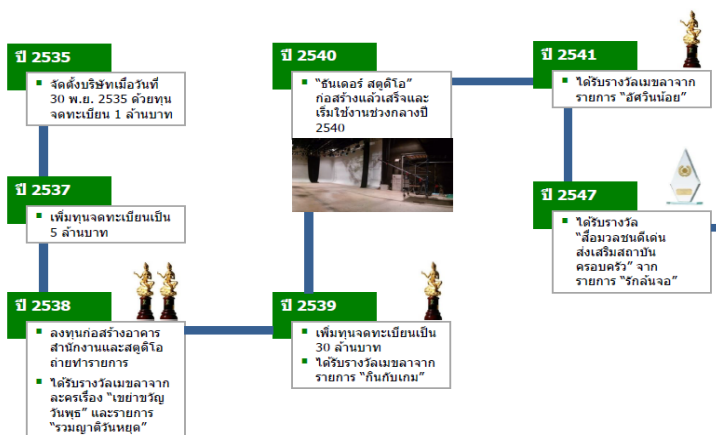 ปี 2535
▪ จัดตั้งบริษัทเมื่อวันที่
30 พ.ย. 2535 ด้วยทุน
จดทะเบียน 1 ล้านบาท
ปี 2537
▪ เพิ่มทุนจดทะเบียนเป็น
5 ล้านบาท
ปี 2538
▪ ลงทุนก่อสร้างอาคาร
สำนักงานและสตูดิโอ
ถ่ายทำรายการ
▪ ได้รับรางวัลเมขลาจาก
ละครเรื่อง “เขย่าขวัญ
วันพุธ” และรายการ
“รวมญาติวันหยุด”
ปี 2539
▪ เพิ่มทุนจดทะเบียนเป็น
30 ล้านบาท
▪ ได้รับรางวัลเมขลาจาก
รายการ “กินกับเกม”
ปี 2540
▪ “ธันเดอร์ สตูดิโอ”
ก่อสร้างแล้วเสร็จและ
เริ่มใช้งานช่วงกลางปี
2540
ปี 2541
▪ ได้รับรางวัลเมขลาจาก
รายการ “อัศวินน้อย”
ปี 2547
▪ ได้รับรางวัล
“สื่อมวลชนดีเด่น
ส่งเสริมสถาบัน
ครอบครัว” จาก
รายการ “รักล้นจอ”